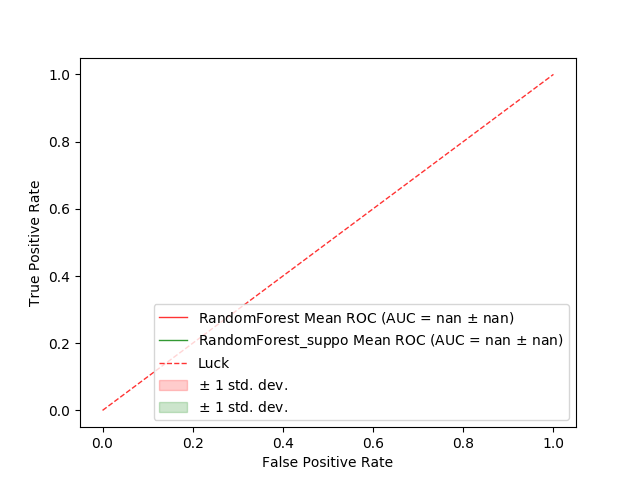 1.0
0.8
0.6
0.4
0.2
0.0
True Positive Rate
RandomForest Mean ROC (AUC = nan ± nan)
RandomForest_suppo Mean ROC (AUC = nan ± nan)
Luck
± 1 std. dev.
± 1 std. dev.
0.0 0.2 0.4 0.6 0.8 1.0
False Positive Rate